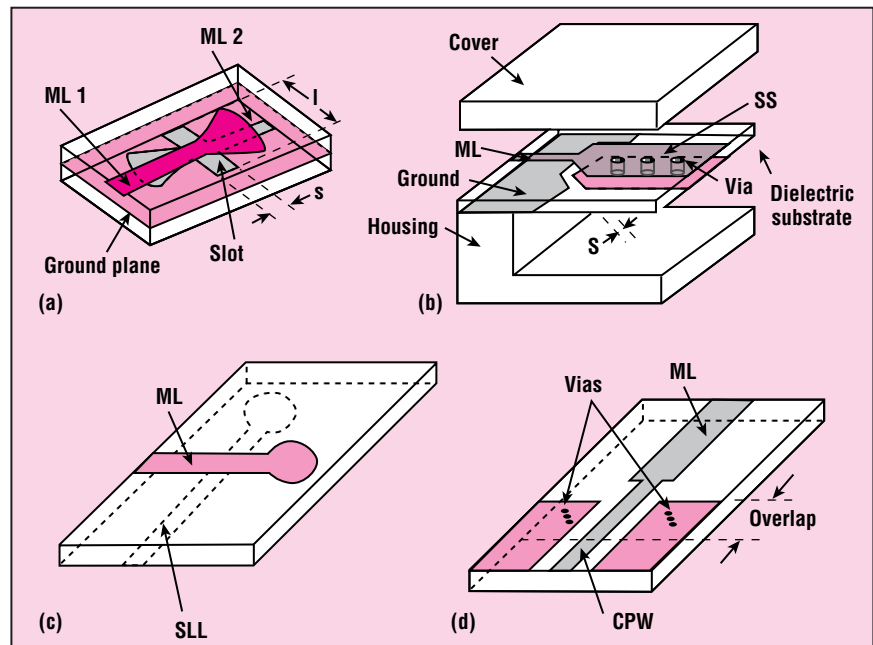 ML 2
ML 1
l
s
Slot
Ground plane
(a)
Cover
SS
ML
Via
Ground
Dielectric
substrate
Housing
S
(b)
ML
SLL
(c)
Vias
ML
Overlap
CPW
(d)